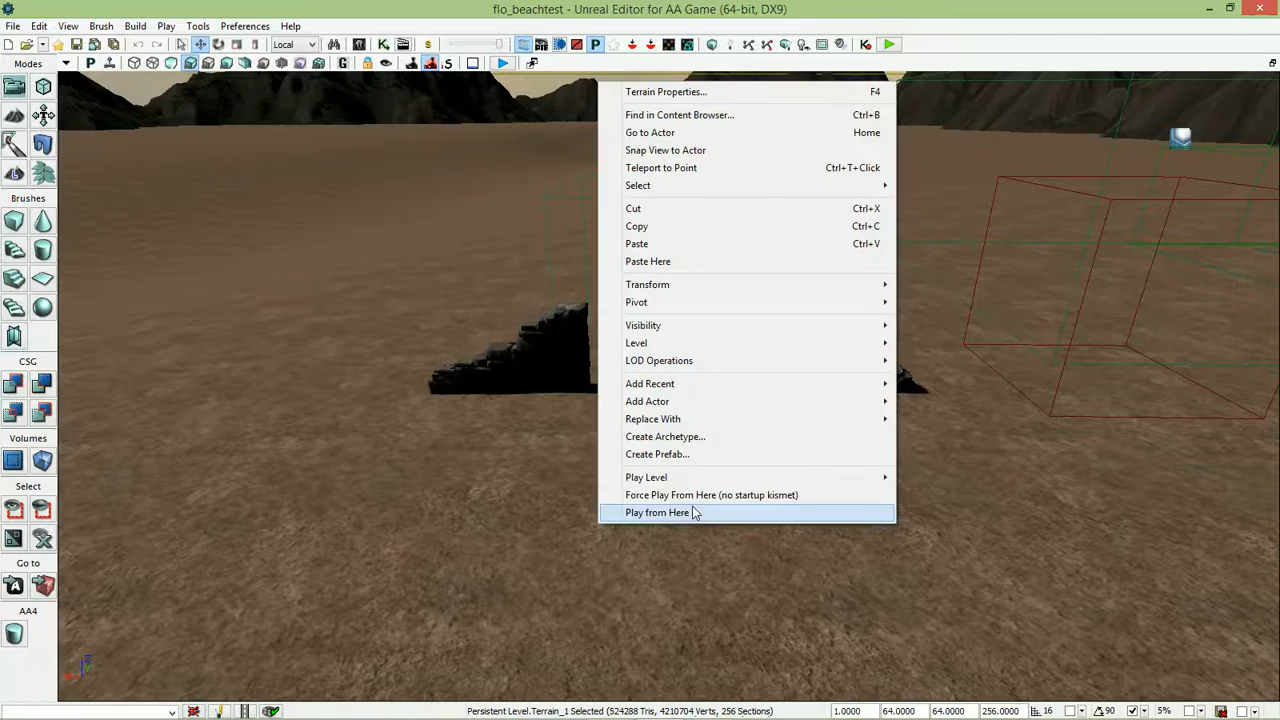 flo_beachtest - Unreal Editor for AA Game (64-bit, DX9)
File Edit View Brush Build Play Tools Preferences Help
Local
Modes
Terrain Properties... F4
Find in Content Browser... Ctrl+B
Go to Actor Home
Snap View to Actor
Teleport to Point Ctrl+T+Click
Select
Cut Ctrl+X
Copy Ctrl+C
Paste Ctrl+V
Paste Here
Transform
Pivot
Visibility
Level
LOD Operations
Add Recent
Add Actor
Replace With
Create Archetype...
Create Prefab...
Play Level
Force Play From Here (no startup kismet)
Play from Here
Brushes
CSG
Volumes
Select
Go to
AA4
Persistent Level.Terrain_1 Selected (524288 Tris, 4210704 Verts, 256 Sections) 1.0000 64.0000 64.0000 256.0000 16 90 5%